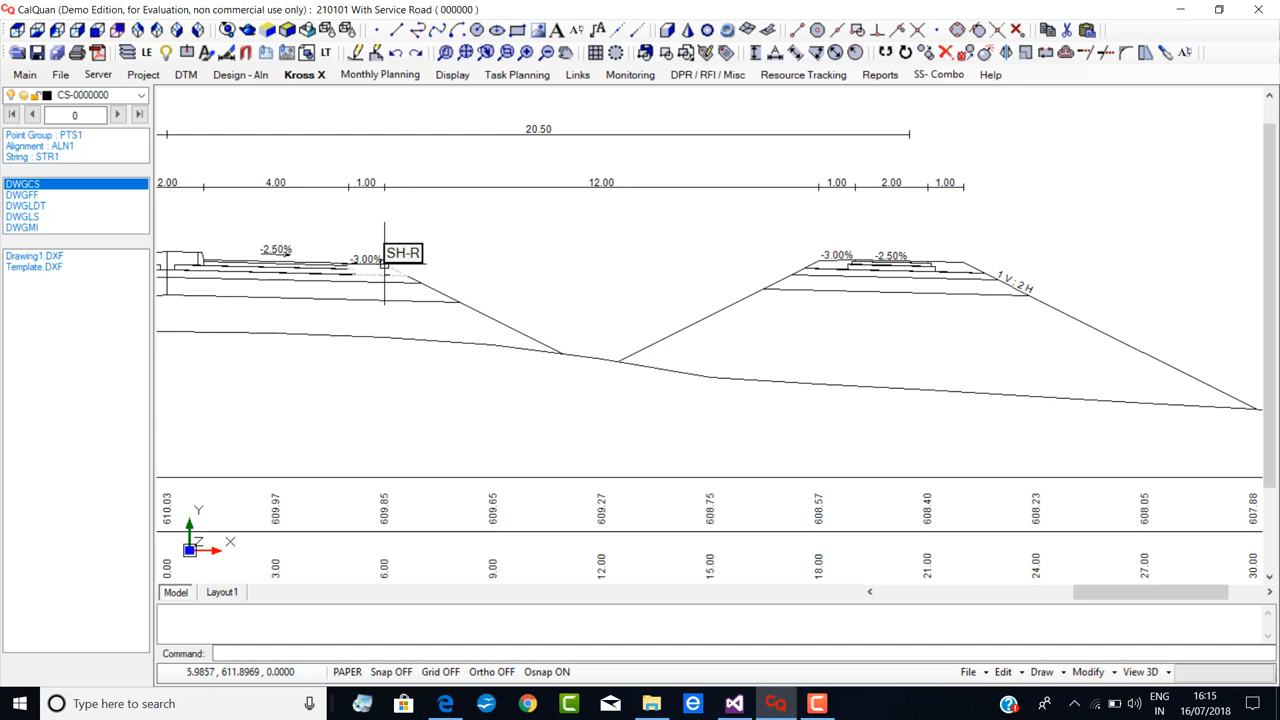 CalQuan (Demo Edition, for Evaluation, non commercial use only) : 210101 With Service Road ( 000000 )
LE LT
Main File Server Project DTM Design - Aln Kross X Monthly Planning Display Task Planning Links Monitoring DPR / RFI / Misc Resource Tracking Reports SS- Combo Help
CS-0000000
0
Point Group : PTS1
Alignment : ALN1
String : STR1
DWGCS
DWGFF
DWGLDT
DWGLS
DWGMI
Drawing1.DXF
Template.DXF
20.50
2.00 4.00 1.00 12.00 1.00 2.00 1.00
-2.50% -3.00% SH-R -3.00% -2.50%
1V:2H
610.03 609.97 609.85 609.65 609.27 608.75 608.57 608.40 608.23 608.05 607.88
Y
Z X
0.00 3.00 6.00 9.00 12.00 15.00 18.00 21.00 24.00 27.00 30.00
Model Layout1
Command:
5.9857 , 611.8969, 0.0000 PAPER Snap OFF Grid OFF Ortho OFF Osnap ON File Edit Draw Modify View 3D
Type here to search
ENG
IN
16:15
16/07/2018